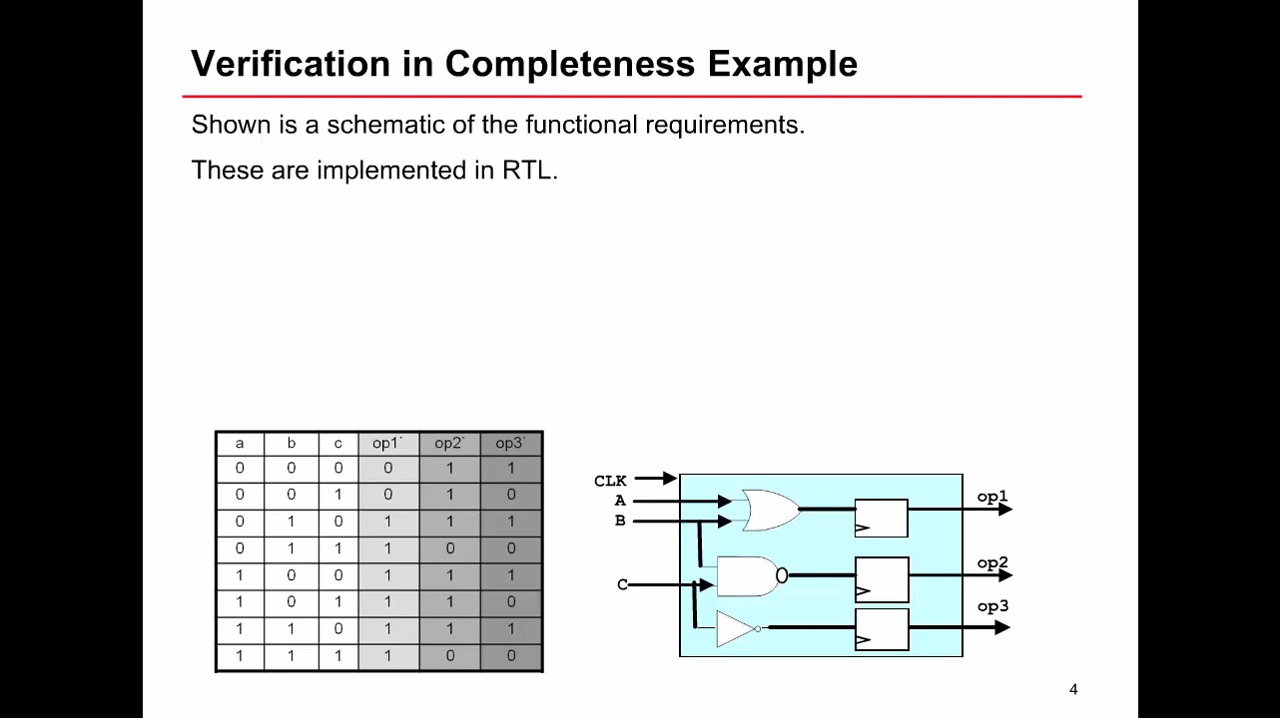 Verification in Completeness Example
Shown is a schematic of the functional requirements.
These are implemented in RTL.
a b c op1` op2` op3`
0 0 0 0 1 1
0 0 1 0 1 0
0 1 0 1 1 1
0 1 1 1 0 0
1 0 0 1 1 1
1 0 1 1 1 0
1 1 0 1 1 1
1 1 1 1 0 0
CLK
A
B
C
op1
op2
op3
4